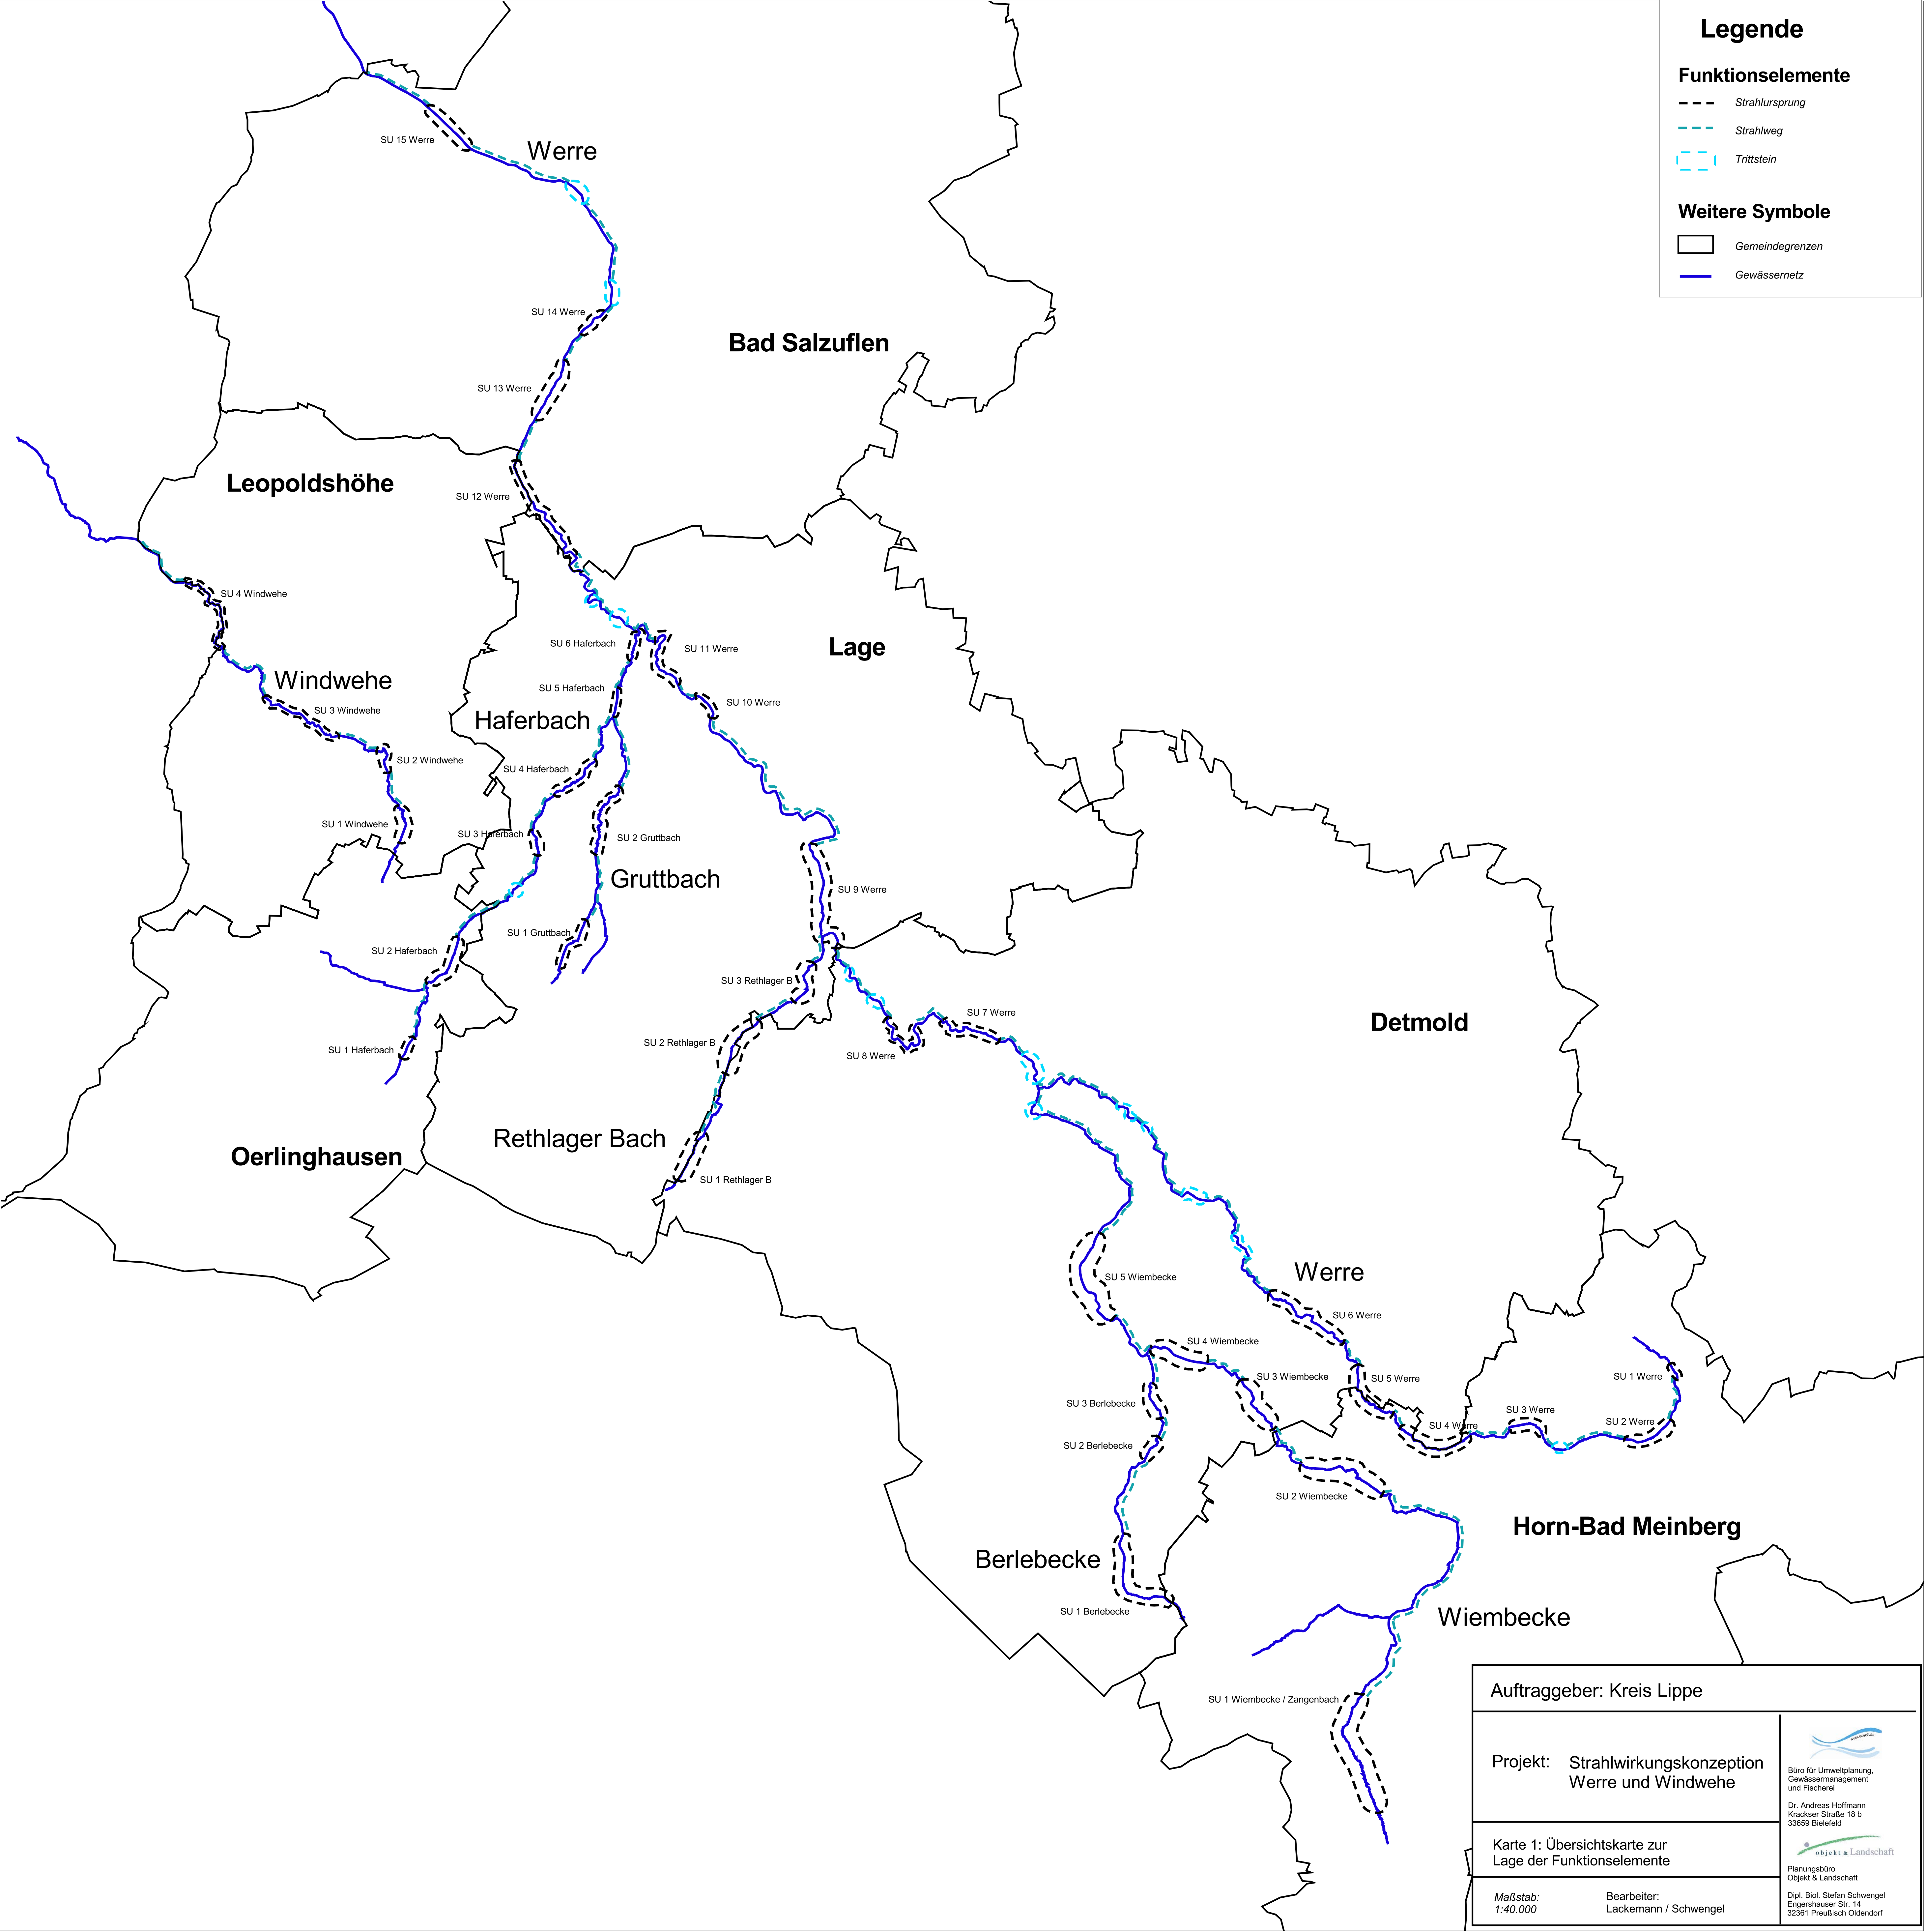 Legende
Funktionselemente
Strahlursprung
Strahlweg
Trittstein
Weitere Symbole
Gemeindegrenzen
Gewässernetz
SU 15 Werre
Werre
SU 14 Werre
Bad Salzuflen
SU 13 Werre
Leopoldshöhe
SU 12 Werre
SU 4 Windwehe
SU 6 Haferbach
SU 11 Werre
Lage
Windwehe
SU 5 Haferbach
SU 10 Werre
SU 3 Windwehe
Haferbach
SU 2 Windwehe
SU 4 Haferbach
SU 1 Windwehe
SU 3 Haferbach
SU 2 Gruttbach
Gruttbach
SU 9 Werre
SU 1 Gruttbach
SU 2 Haferbach
SU 3 Rethlager B
SU 7 Werre
Detmold
SU 2 Rethlager B
SU 1 Haferbach
SU 8 Werre
Rethlager Bach
Oerlinghausen
SU 1 Rethlager B
Werre
SU 5 Wiembecke
SU 6 Werre
SU 4 Wiembecke
SU 3 Wiembecke
SU 5 Werre
SU 1 Werre
SU 3 Berlebecke
SU 3 Werre
SU 2 Werre
SU 4 Werre
SU 2 Berlebecke
SU 2 Wiembecke
Horn-Bad Meinberg
Berlebecke
SU 1 Berlebecke
Wiembecke
SU 1 Wiembecke / Zangenbach
Auftraggeber: Kreis Lippe
Projekt: Strahlwirkungskonzeption
Werre und Windwehe
Karte 1: Übersichtskarte zur
Lage der Funktionselemente
Maßstab:
1:40.000
Bearbeiter:
Lackemann / Schwengel
Büro für Umweltplanung,
Gewässermanagement
und Fischerei
Dr. Andreas Hoffmann
Krackser Straße 18 b
33659 Bielefeld
objekt & Landschaft
Planungsbüro
Objekt & Landschaft
Dipl. Biol. Stefan Schwengel
Engershauser Str. 14
32361 Preußisch Oldendorf